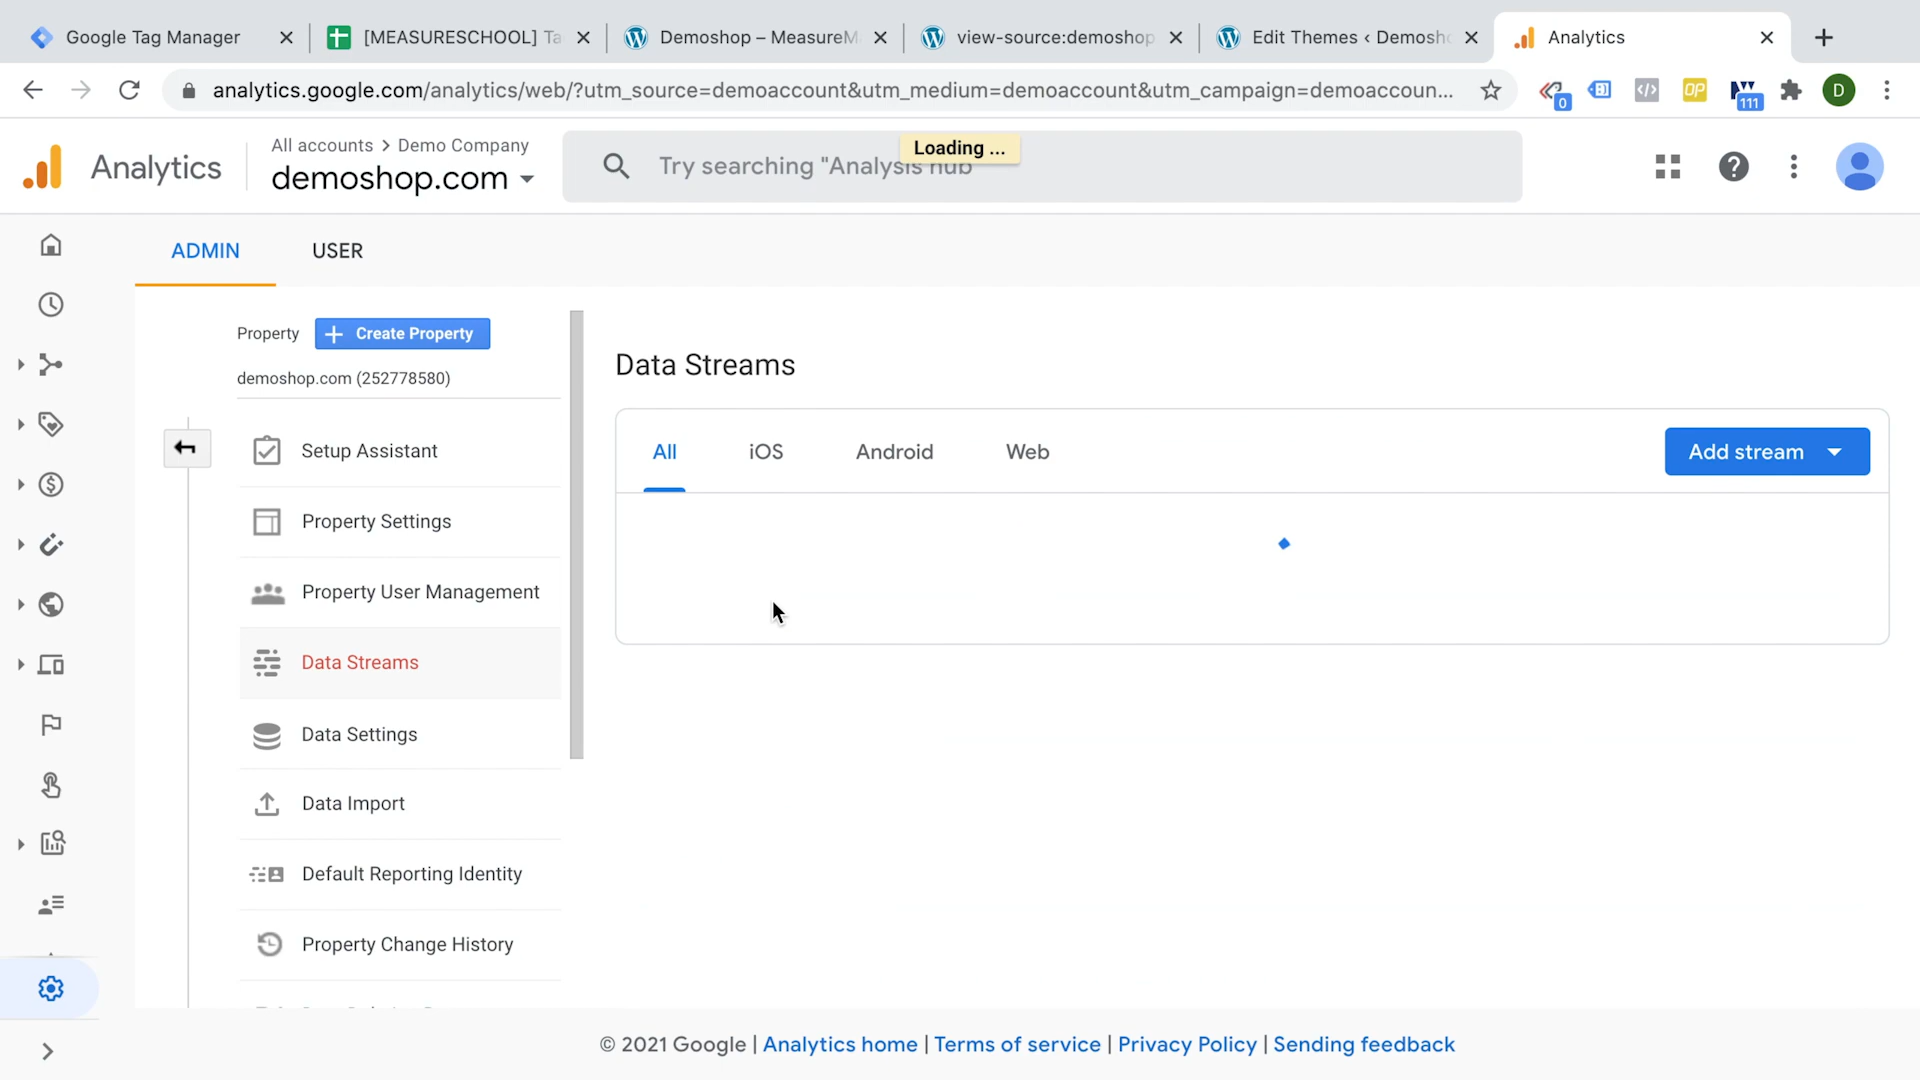 Google Tag Manager
[MEASURESCHOOL] Ta
Demoshop – MeasureM
view-source:demoshop
Edit Themes ‹ Demosho
Analytics
analytics.google.com/analytics/web/?utm_source=demoaccount&utm_medium=demoaccount&utm_campaign=demoaccoun...
0
OP
111
D
Analytics
All accounts > Demo Company
demoshop.com
Try searching "Analysis hub"
Loading ...
ADMIN
USER
Property
+ Create Property
demoshop.com (252778580)
Setup Assistant
Property Settings
Property User Management
Data Streams
Data Settings
Data Import
Default Reporting Identity
Property Change History
Data Streams
All
iOS
Android
Web
Add stream
© 2021 Google | Analytics home | Terms of service | Privacy Policy | Sending feedback